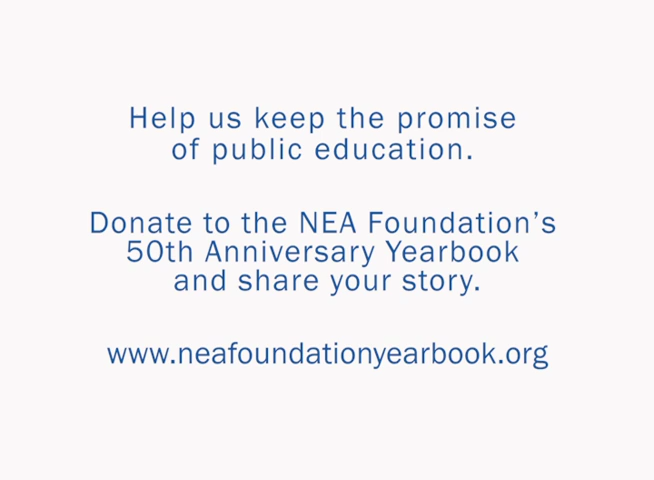 Help us keep the promise
of public education.
Donate to the NEA Foundation’s
50th Anniversary Yearbook
and share your story.
www.neafoundationyearbook.org